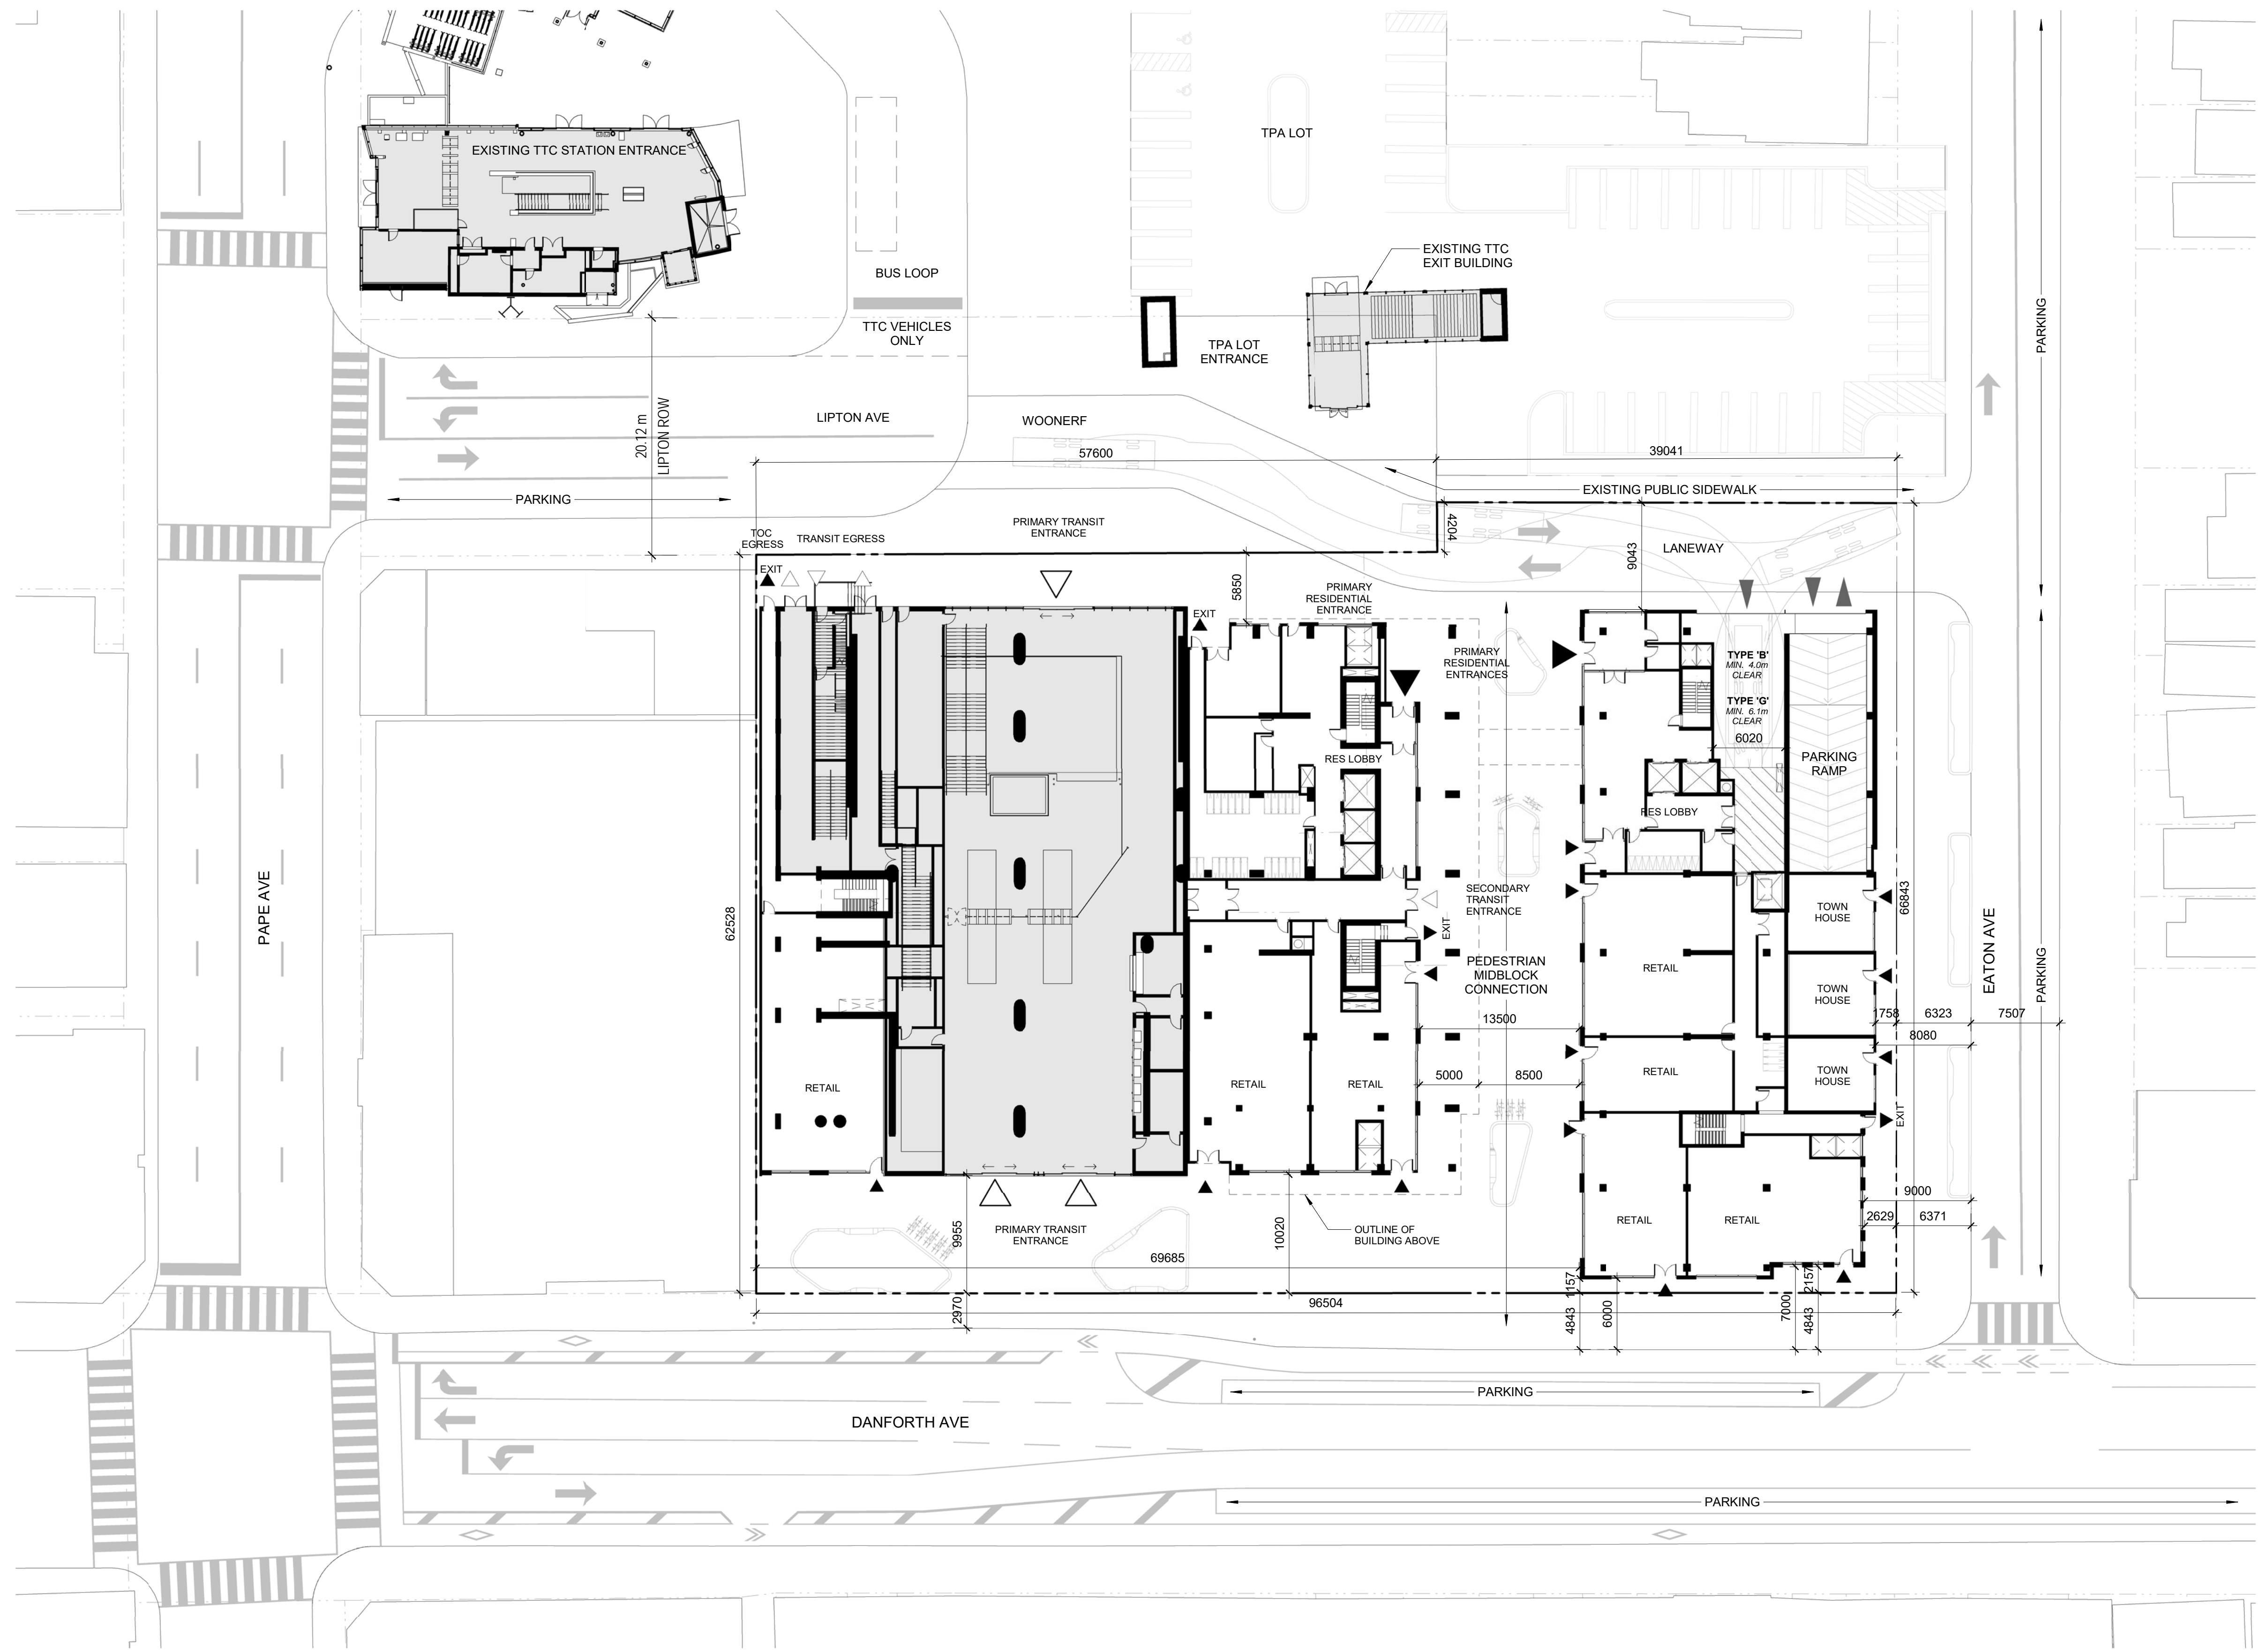 EXISTING TTC STATION ENTRANCE
TPA LOT
EXISTING TTC
EXIT BUILDING
BUS LOOP
TTC VEHICLES
ONLY
TPA LOT
ENTRANCE
PARKING
LIPTON AVE
WOONERF
20.12 m
LIPTON ROW
57600
39041
PARKING
EXISTING PUBLIC SIDEWALK
TOC
EGRESS
TRANSIT EGRESS
PRIMARY TRANSIT
ENTRANCE
4204
9043
LANEWAY
EXIT
5850
PRIMARY
RESIDENTIAL
ENTRANCE
EXIT
PRIMARY
RESIDENTIAL
ENTRANCES
TYPE 'B'
MIN. 4.0m
CLEAR
TYPE 'G'
MIN. 6.1m
CLEAR
6020
PARKING
RAMP
RES LOBBY
RES LOBBY
PAPE AVE
62528
SECONDARY
TRANSIT
ENTRANCE
EXIT
TOWN
HOUSE
66843
EATON AVE
PARKING
PEDESTRIAN
MIDBLOCK
CONNECTION
RETAIL
TOWN
HOUSE
1758
6323
7507
13500
8080
RETAIL
RETAIL
RETAIL
5000
8500
RETAIL
TOWN
HOUSE
EXIT
9000
2629
6371
RETAIL
RETAIL
PRIMARY TRANSIT
ENTRANCE
9955
10020
OUTLINE OF
BUILDING ABOVE
69685
1157
2157
96504
2970
4843
6000
7000
4843
PARKING
DANFORTH AVE
PARKING